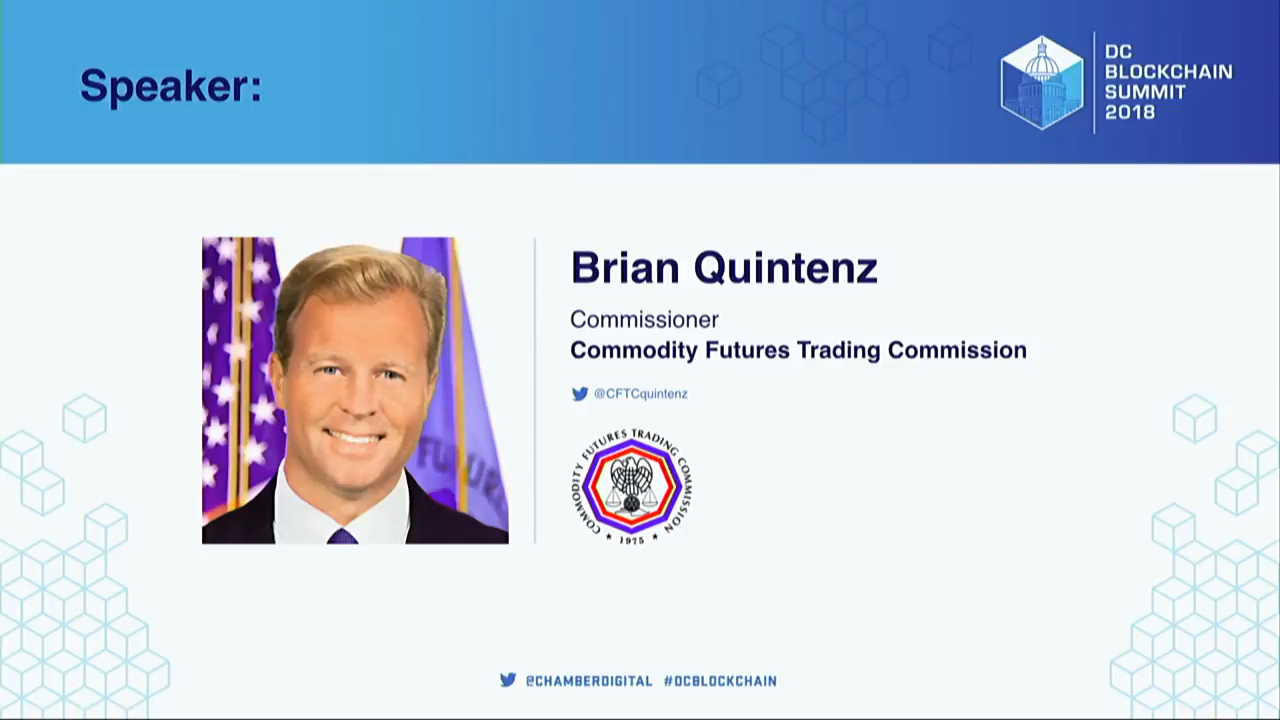 Speaker:
DC
BLOCKCHAIN
SUMMIT
2018
Brian Quintenz
Commissioner
Commodity Futures Trading Commission
@CFTCquintenz
COMMODITY FUTURES TRADING COMMISSION
★ 1975 ★
FUTURES
@CHAMBERDIGITAL #DCBLOCKCHAIN